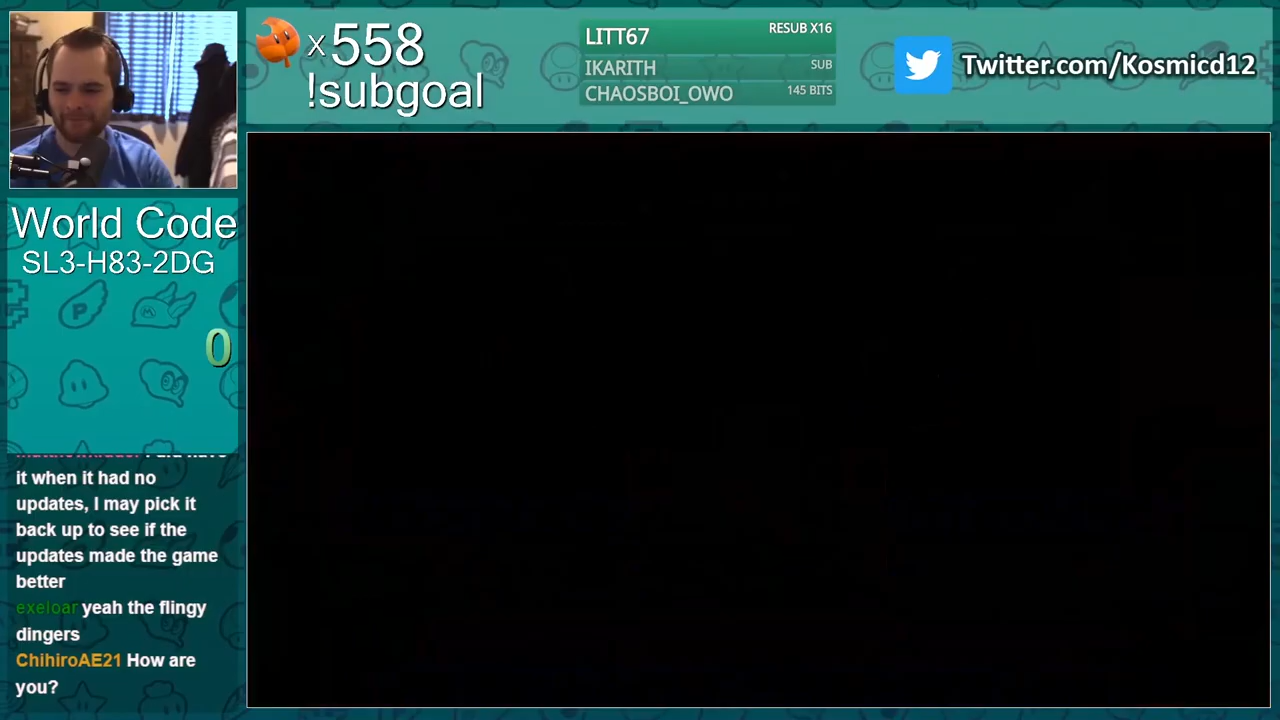 x558
!subgoal
LITT67 RESUB X16
IKARITH SUB
CHAOSBOI_OWO 145 BITS
Twitter.com/Kosmicd12
World Code
SL3-H83-2DG
P
M
0
it when it had no
updates, I may pick it
back up to see if the
updates made the game
better
exeloar yeah the flingy
dingers
ChihiroAE21 How are
you?